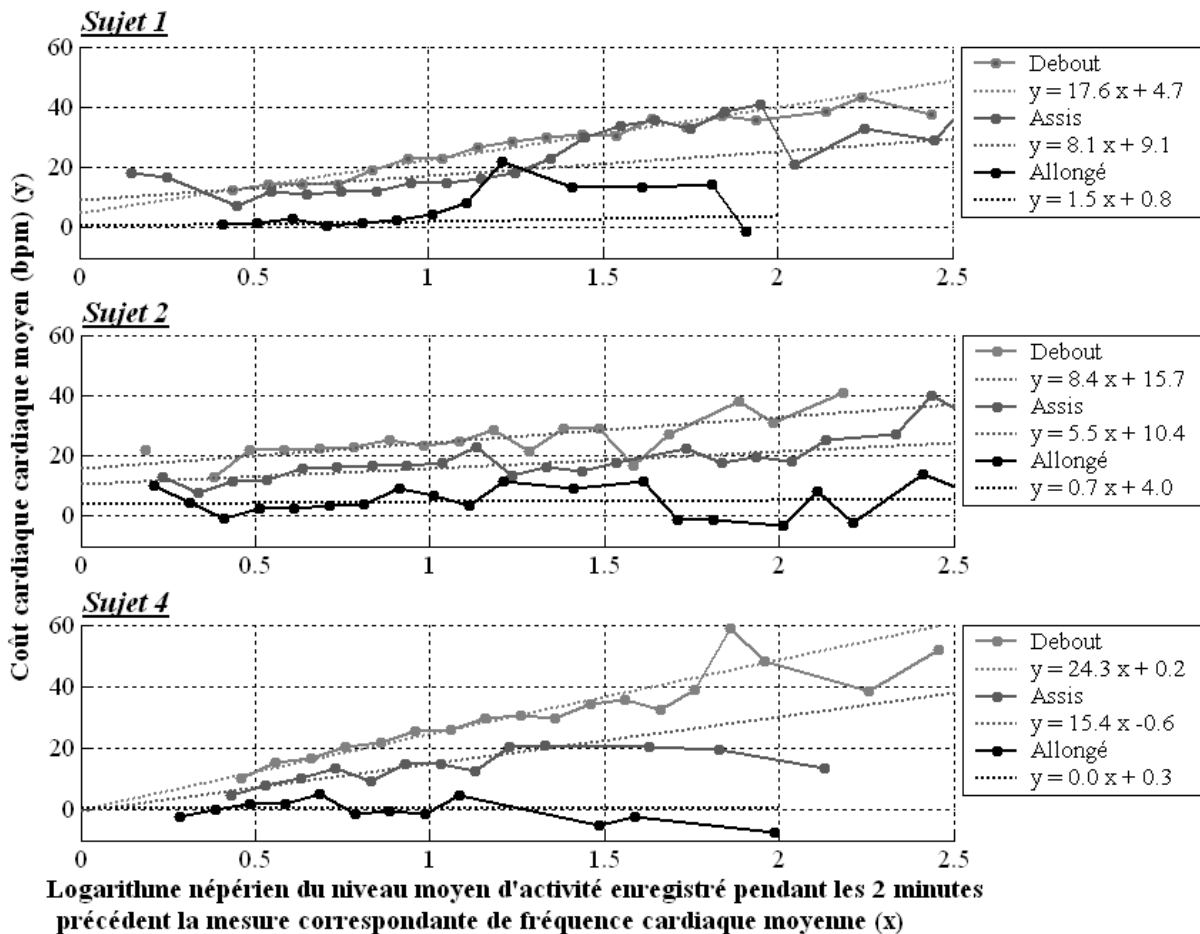 Sujet 1
60
40
20
0
0 0.5 1 1.5 2 2.5
Debout
y = 17.6 x + 4.7
Assis
y = 8.1 x + 9.1
Allongé
y = 1.5 x + 0.8
Sujet 2
60
40
20
0
0 0.5 1 1.5 2 2.5
Debout
y = 8.4 x + 15.7
Assis
y = 5.5 x + 10.4
Allongé
y = 0.7 x + 4.0
Sujet 4
60
40
20
0
0 0.5 1 1.5 2 2.5
Debout
y = 24.3 x + 0.2
Assis
y = 15.4 x -0.6
Allongé
y = 0.0 x + 0.3
Coût cardiaque moyen (bpm) (y)
Logarithme népérien du niveau moyen d'activité enregistré pendant les 2 minutes
précédent la mesure correspondante de fréquence cardiaque moyenne (x)